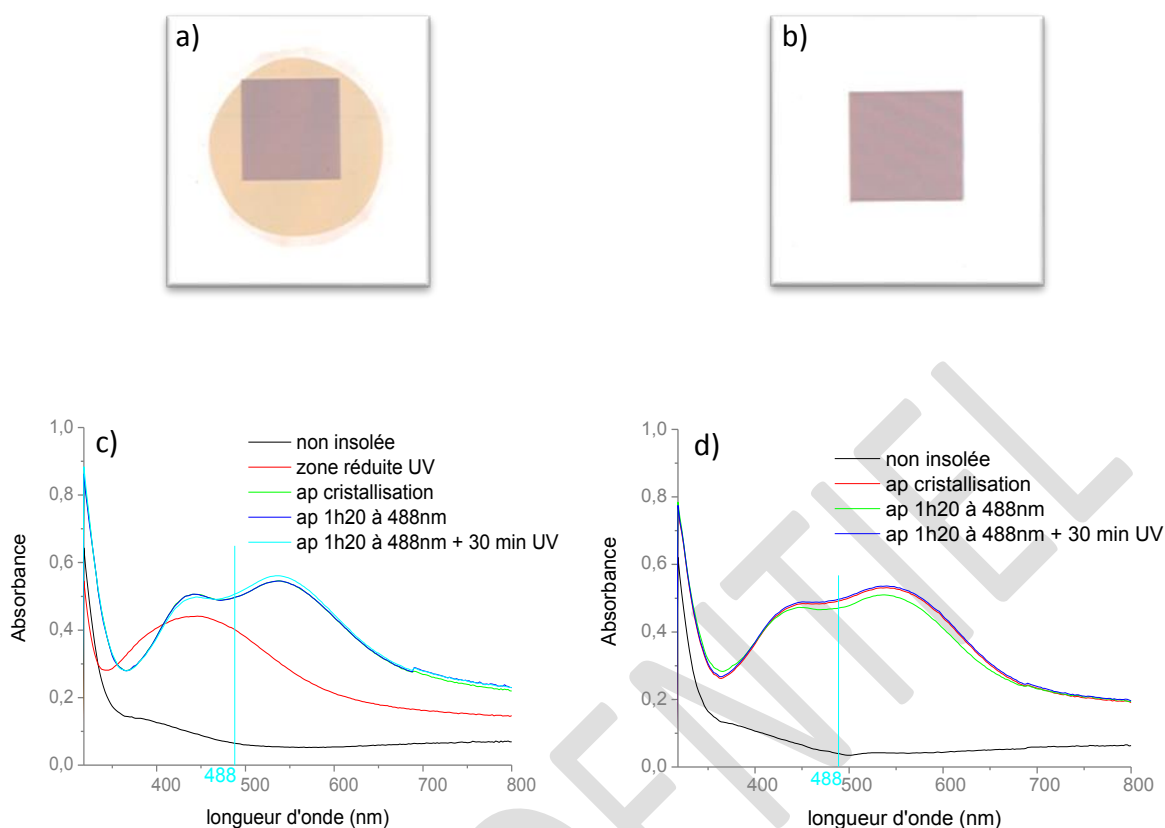 a)
b)
c)
non insolée
zone réduite UV
ap cristallisation
ap 1h20 à 488nm
ap 1h20 à 488nm + 30 min UV
1,0
0,8
0,6
0,4
0,2
0,0
Absorbance
400
500
600
700
800
488
longueur d'onde (nm)
d)
non insolée
ap cristallisation
ap 1h20 à 488nm
ap 1h20 à 488nm + 30 min UV
1,0
0,8
0,6
0,4
0,2
0,0
Absorbance
400
500
600
700
800
488
longueur d'onde (nm)
DENTIEL